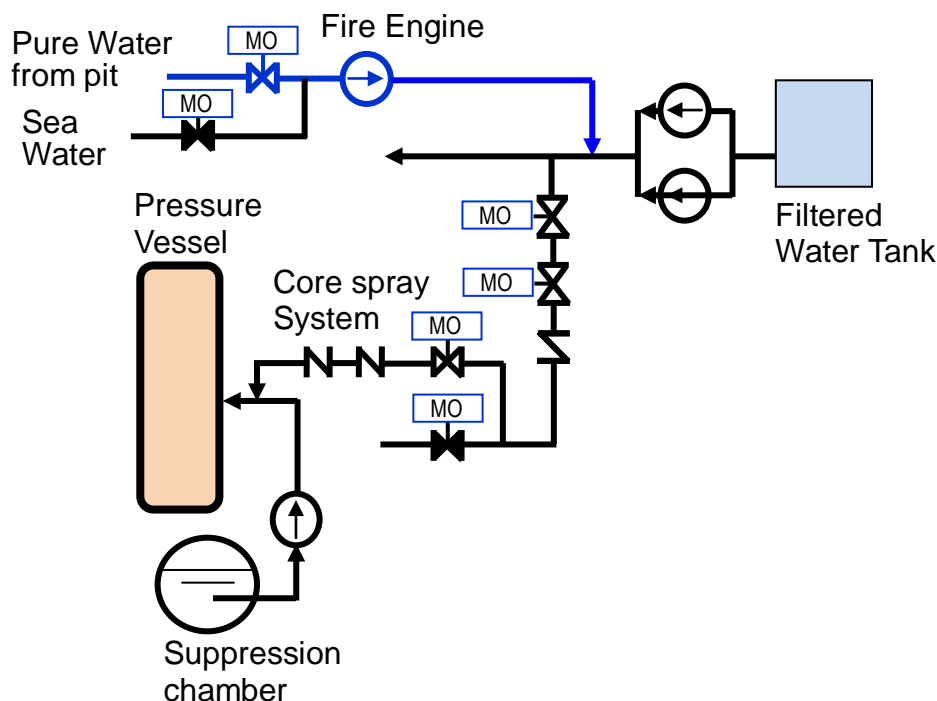 Fire Engine
MO
Pure Water
from pit
MO
Sea
Water
Filtered
Water Tank
MO
MO
Pressure
Vessel
Core spray
System
MO
MO
Suppression
chamber